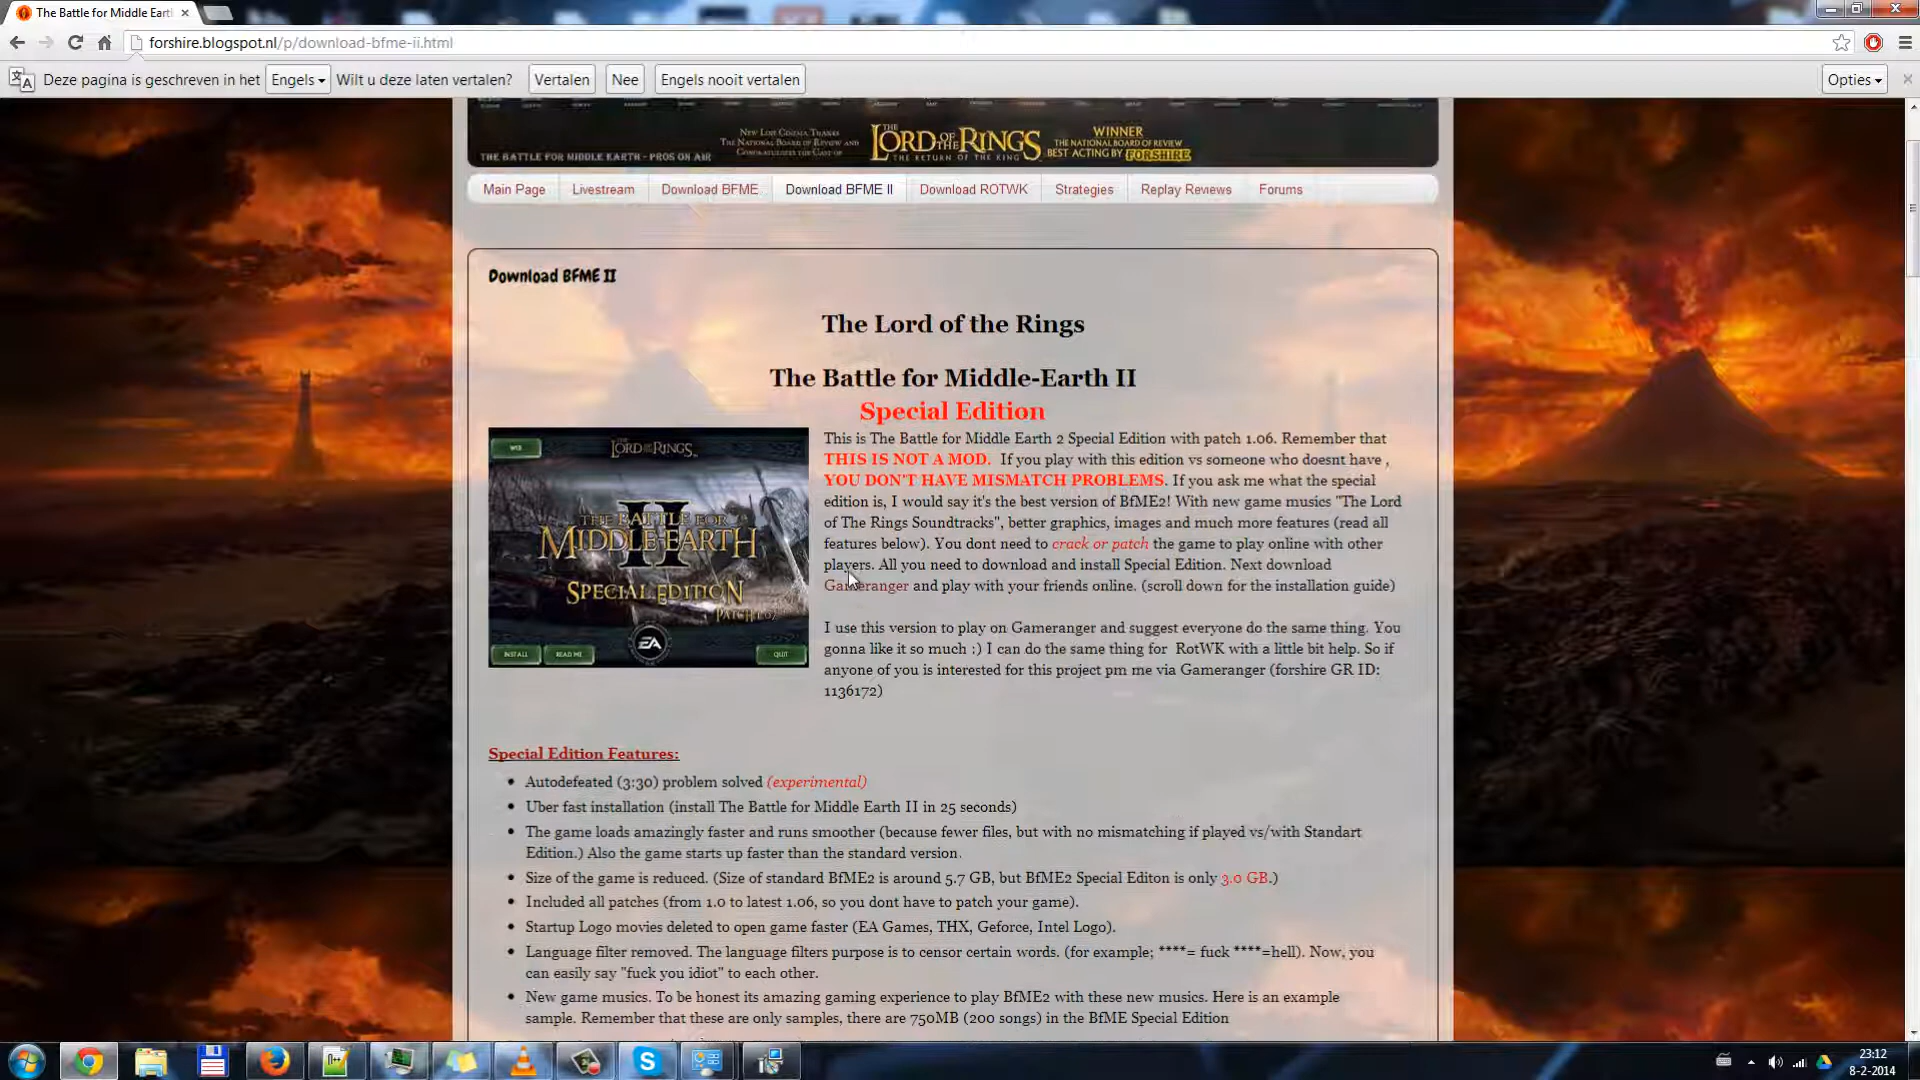 The Battle for Middle Eart
forshire.blogspot.nl/p/download-bfme-ii.html
Deze pagina is geschreven in het Engels Wilt u deze laten vertalen? Vertalen Nee Engels nooit vertalen Opties
THE BATTLE FOR MIDDLE EARTH - PROS ON AIR
NEW LINE CINEMA THANKS
THE NATIONAL BOARD OF REVIEW AND
CONGRATULATES THE CAST OF
THE LORD OF THE RINGS
THE RETURN OF THE KING
WINNER
THE NATIONAL BOARD OF REVIEW
BEST ACTING BY FORSHIRE
Main Page Livestream Download BFME Download BFME II Download ROTWK Strategies Replay Reviews Forums
Download BFME II
The Lord of the Rings
The Battle for Middle-Earth II
Special Edition
WEB
THE LORD OF THE RINGS
II
THE BATTLE FOR
MIDDLE-EARTH
SPECIAL EDITION
EA
INSTALL READ ME QUIT
This is The Battle for Middle Earth 2 Special Edition with patch 1.06. Remember that
THIS IS NOT A MOD. If you play with this edition vs someone who doesnt have ,
YOU DON'T HAVE MISMATCH PROBLEMS. If you ask me what the special
edition is, I would say it's the best version of BfME2! With new game musics "The Lord
of The Rings Soundtracks", better graphics, images and much more features (read all
features below). You dont need to crack or patch the game to play online with other
players. All you need to download and install Special Edition. Next download
Gameranger and play with your friends online. (scroll down for the installation guide)
I use this version to play on Gameranger and suggest everyone do the same thing. You
gonna like it so much :) I can do the same thing for RotWK with a little bit help. So if
anyone of you is interested for this project pm me via Gameranger (forshire GR ID:
1136172)
Special Edition Features:
Autodefeated (3:30) problem solved (experimental)
Uber fast installation (install The Battle for Middle Earth II in 25 seconds)
The game loads amazingly faster and runs smoother (because fewer files, but with no mismatching if played vs/with Standart
Edition.) Also the game starts up faster than the standard version.
Size of the game is reduced. (Size of standard BfME2 is around 5.7 GB, but BfME2 Special Editon is only 3.0 GB.)
Included all patches (from 1.0 to latest 1.06, so you dont have to patch your game).
Startup Logo movies deleted to open game faster (EA Games, THX, Geforce, Intel Logo).
Language filter removed. The language filters purpose is to censor certain words. (for example; ****= fuck ****=hell). Now, you
can easily say "fuck you idiot" to each other.
New game musics. To be honest its amazing gaming experience to play BfME2 with these new musics. Here is an example
sample. Remember that these are only samples, there are 750MB (200 songs) in the BfME Special Edition
23:12
8-2-2014